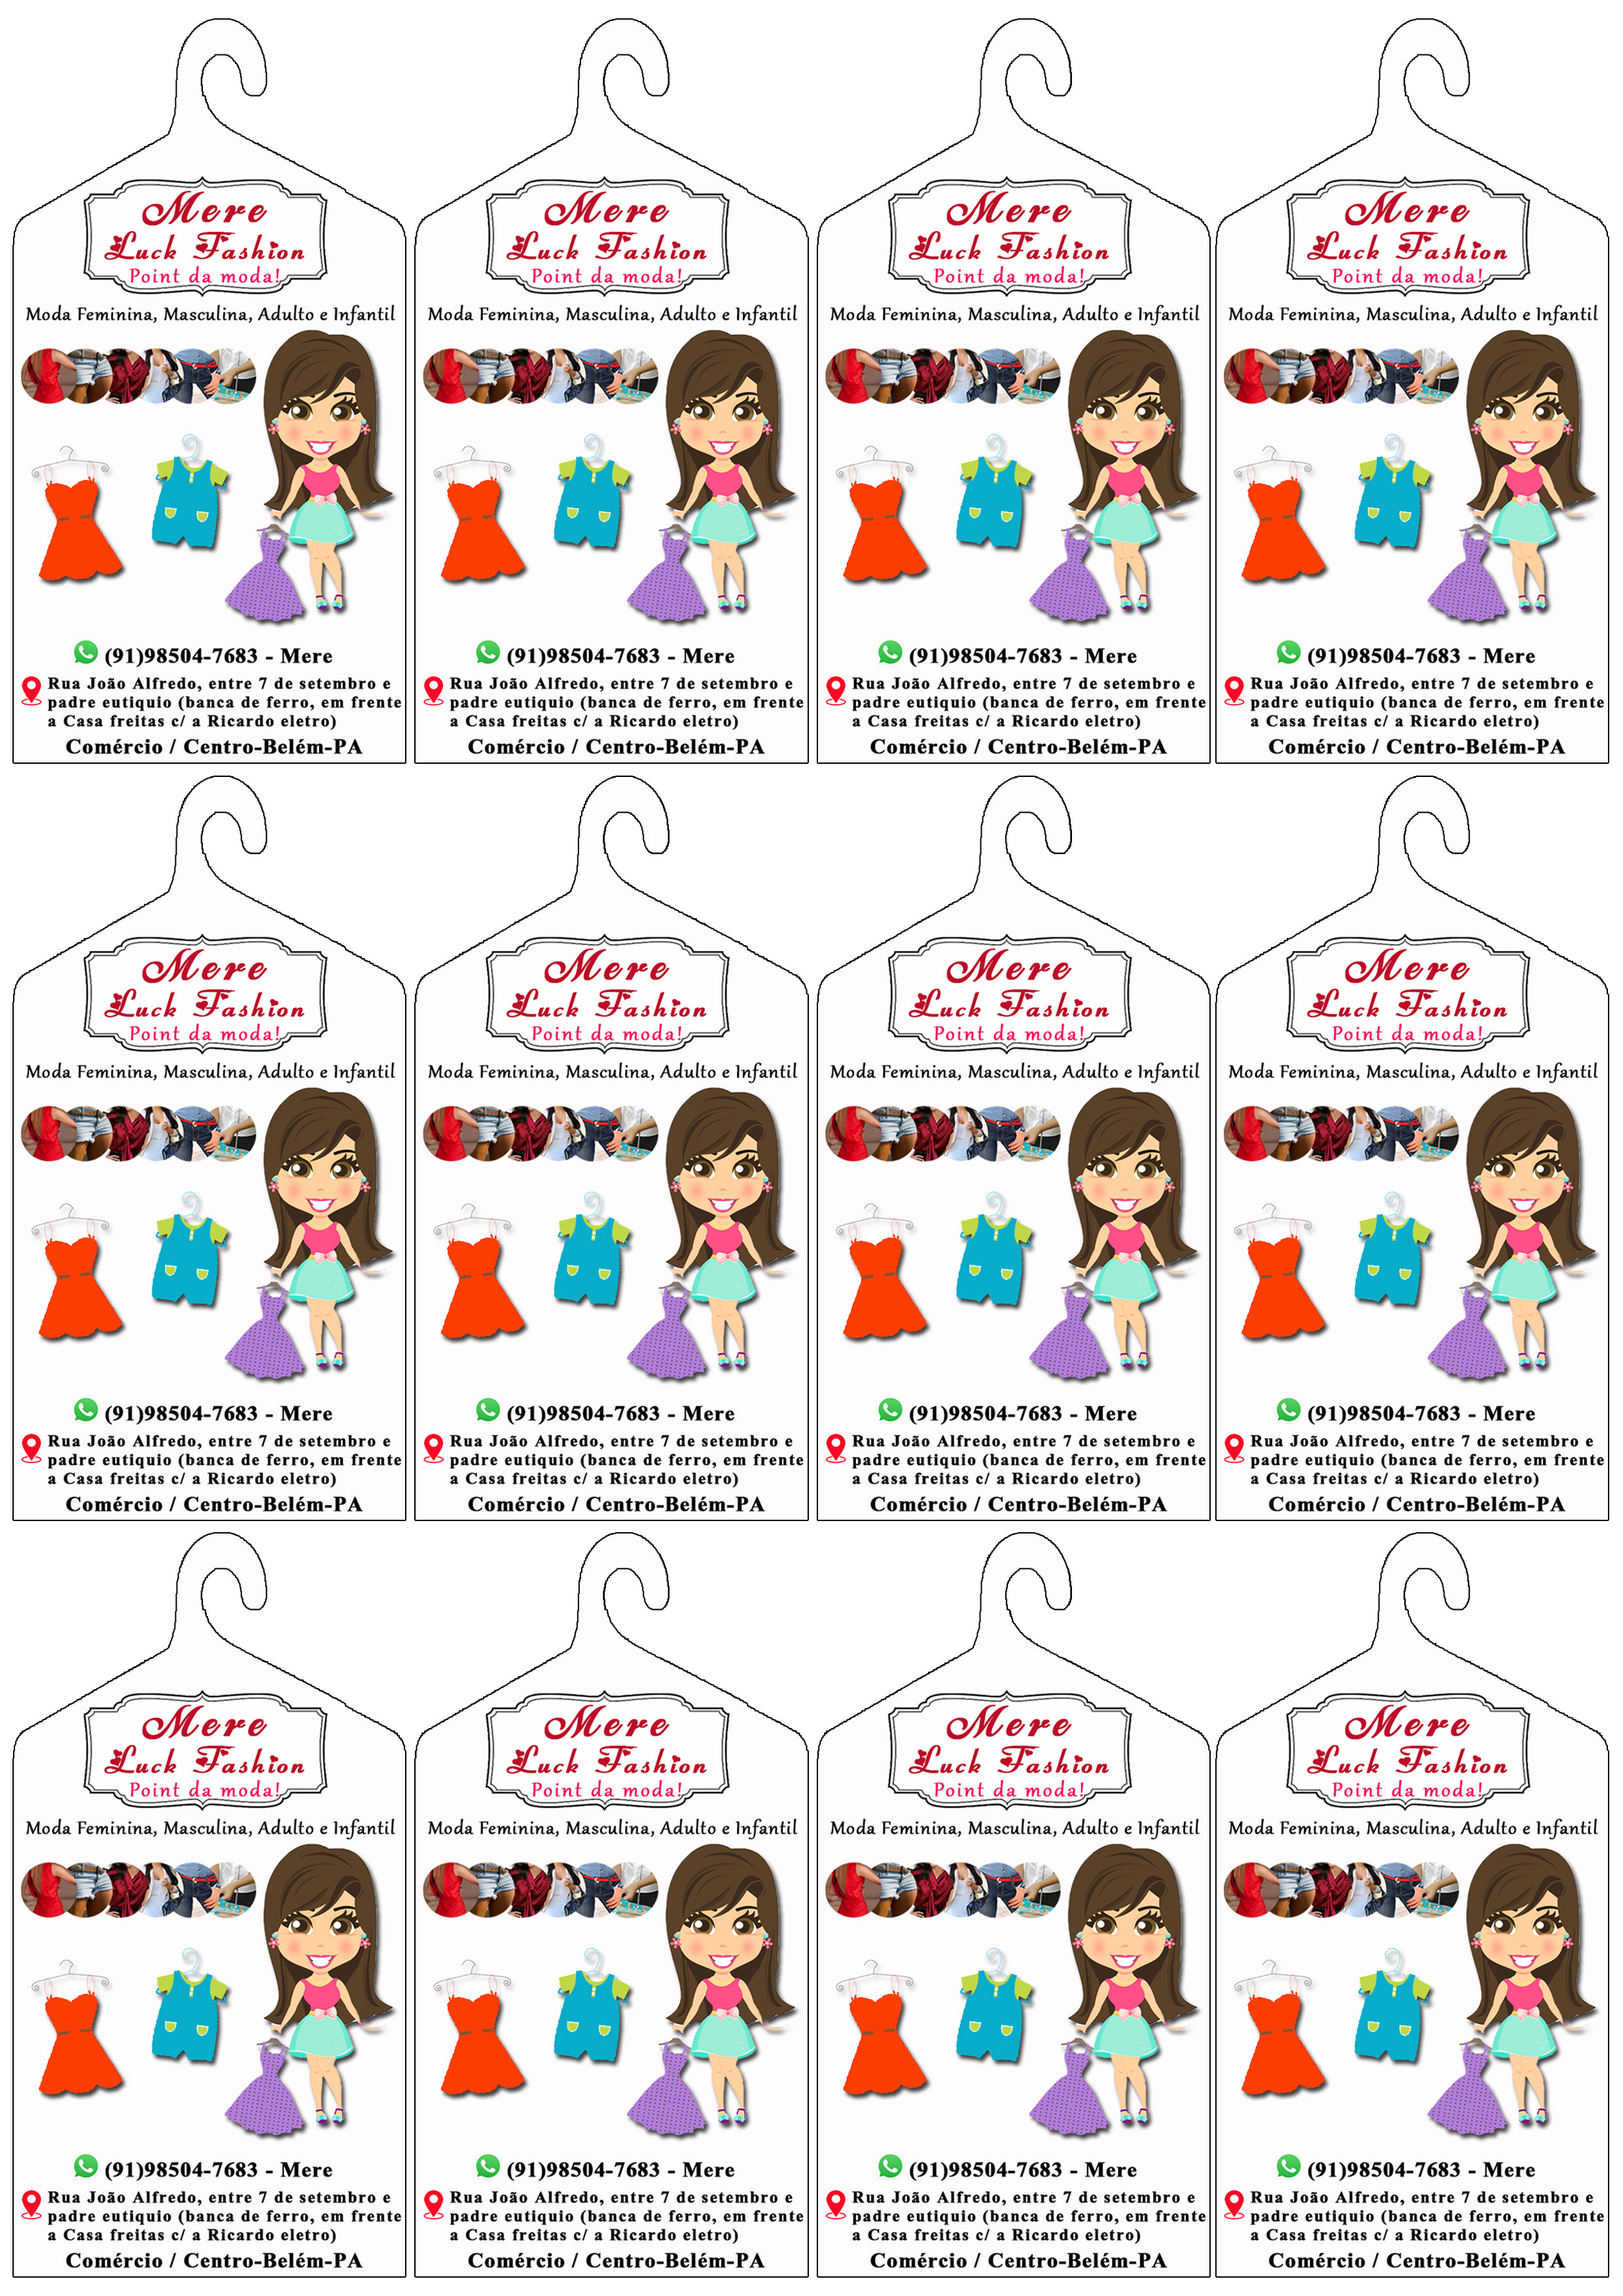 Mere
Luck Fashion
Point da moda!
Moda Feminina, Masculina, Adulto e Infantil
(91)98504-7683 - Mere
Rua João Alfredo, entre 7 de setembro e
padre eutiquio (banca de ferro, em frente
a Casa freitas c/ a Ricardo eletro)
Comércio / Centro-Belém-PA
Mere
Luck Fashion
Point da moda!
Moda Feminina, Masculina, Adulto e Infantil
(91)98504-7683 - Mere
Rua João Alfredo, entre 7 de setembro e
padre eutiquio (banca de ferro, em frente
a Casa freitas c/ a Ricardo eletro)
Comércio / Centro-Belém-PA
Mere
Luck Fashion
Point da moda!
Moda Feminina, Masculina, Adulto e Infantil
(91)98504-7683 - Mere
Rua João Alfredo, entre 7 de setembro e
padre eutiquio (banca de ferro, em frente
a Casa freitas c/ a Ricardo eletro)
Comércio / Centro-Belém-PA
Mere
Luck Fashion
Point da moda!
Moda Feminina, Masculina, Adulto e Infantil
(91)98504-7683 - Mere
Rua João Alfredo, entre 7 de setembro e
padre eutiquio (banca de ferro, em frente
a Casa freitas c/ a Ricardo eletro)
Comércio / Centro-Belém-PA
Mere
Luck Fashion
Point da moda!
Moda Feminina, Masculina, Adulto e Infantil
(91)98504-7683 - Mere
Rua João Alfredo, entre 7 de setembro e
padre eutiquio (banca de ferro, em frente
a Casa freitas c/ a Ricardo eletro)
Comércio / Centro-Belém-PA
Mere
Luck Fashion
Point da moda!
Moda Feminina, Masculina, Adulto e Infantil
(91)98504-7683 - Mere
Rua João Alfredo, entre 7 de setembro e
padre eutiquio (banca de ferro, em frente
a Casa freitas c/ a Ricardo eletro)
Comércio / Centro-Belém-PA
Mere
Luck Fashion
Point da moda!
Moda Feminina, Masculina, Adulto e Infantil
(91)98504-7683 - Mere
Rua João Alfredo, entre 7 de setembro e
padre eutiquio (banca de ferro, em frente
a Casa freitas c/ a Ricardo eletro)
Comércio / Centro-Belém-PA
Mere
Luck Fashion
Point da moda!
Moda Feminina, Masculina, Adulto e Infantil
(91)98504-7683 - Mere
Rua João Alfredo, entre 7 de setembro e
padre eutiquio (banca de ferro, em frente
a Casa freitas c/ a Ricardo eletro)
Comércio / Centro-Belém-PA
Mere
Luck Fashion
Point da moda!
Moda Feminina, Masculina, Adulto e Infantil
(91)98504-7683 - Mere
Rua João Alfredo, entre 7 de setembro e
padre eutiquio (banca de ferro, em frente
a Casa freitas c/ a Ricardo eletro)
Comércio / Centro-Belém-PA
Mere
Luck Fashion
Point da moda!
Moda Feminina, Masculina, Adulto e Infantil
(91)98504-7683 - Mere
Rua João Alfredo, entre 7 de setembro e
padre eutiquio (banca de ferro, em frente
a Casa freitas c/ a Ricardo eletro)
Comércio / Centro-Belém-PA
Mere
Luck Fashion
Point da moda!
Moda Feminina, Masculina, Adulto e Infantil
(91)98504-7683 - Mere
Rua João Alfredo, entre 7 de setembro e
padre eutiquio (banca de ferro, em frente
a Casa freitas c/ a Ricardo eletro)
Comércio / Centro-Belém-PA
Mere
Luck Fashion
Point da moda!
Moda Feminina, Masculina, Adulto e Infantil
(91)98504-7683 - Mere
Rua João Alfredo, entre 7 de setembro e
padre eutiquio (banca de ferro, em frente
a Casa freitas c/ a Ricardo eletro)
Comércio / Centro-Belém-PA